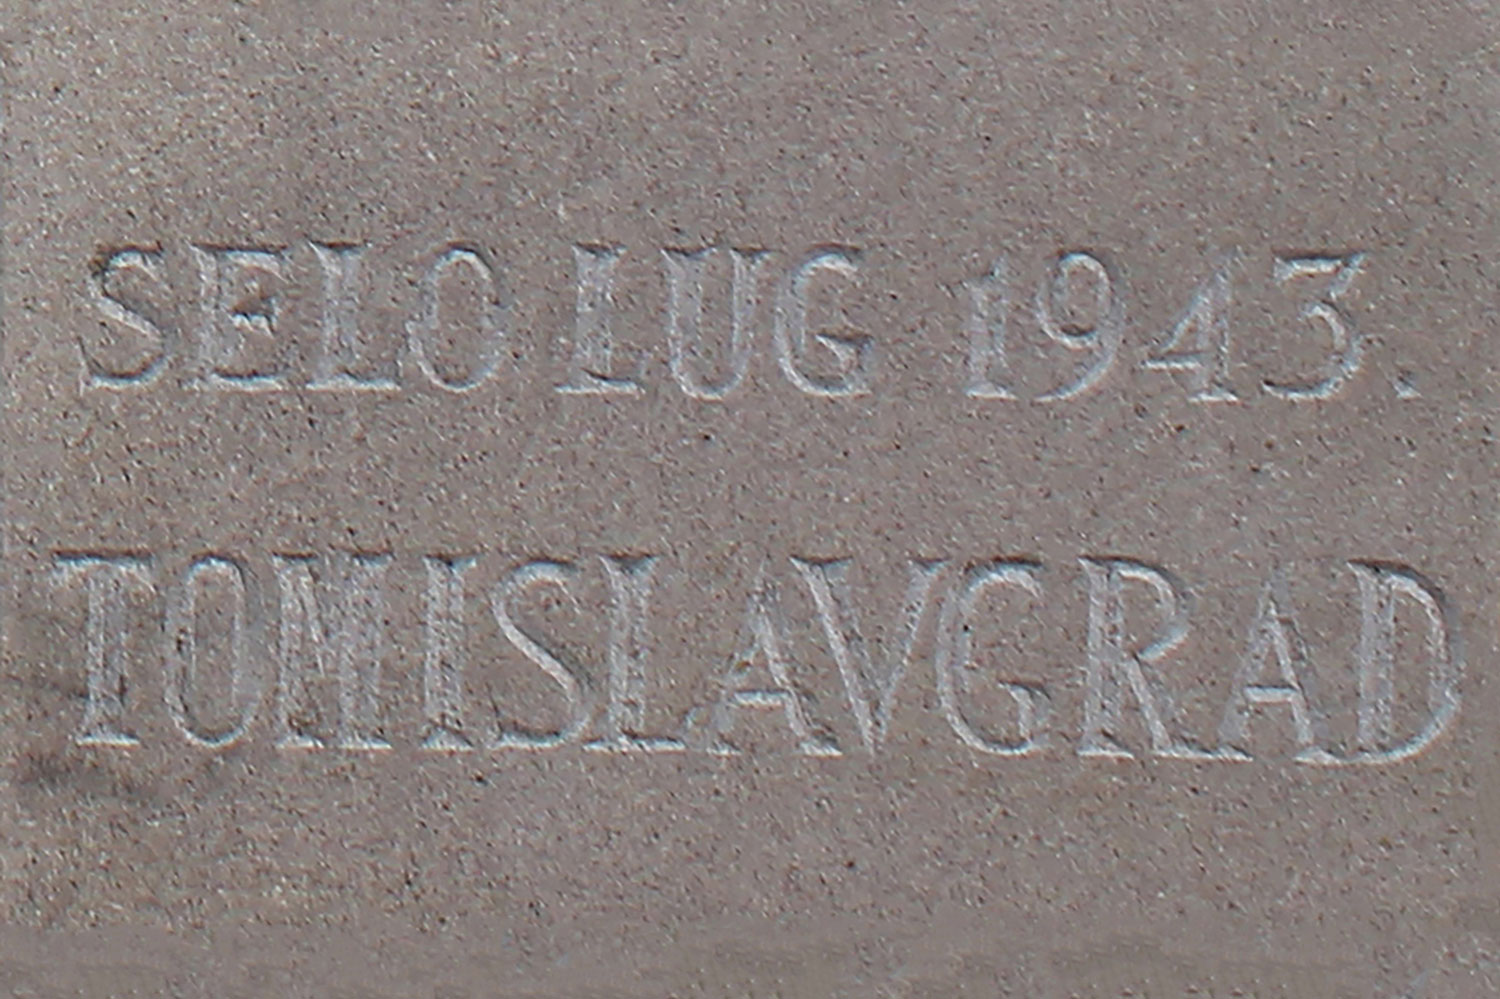 SELO LUG 1943.
TOMISLAVGRAD